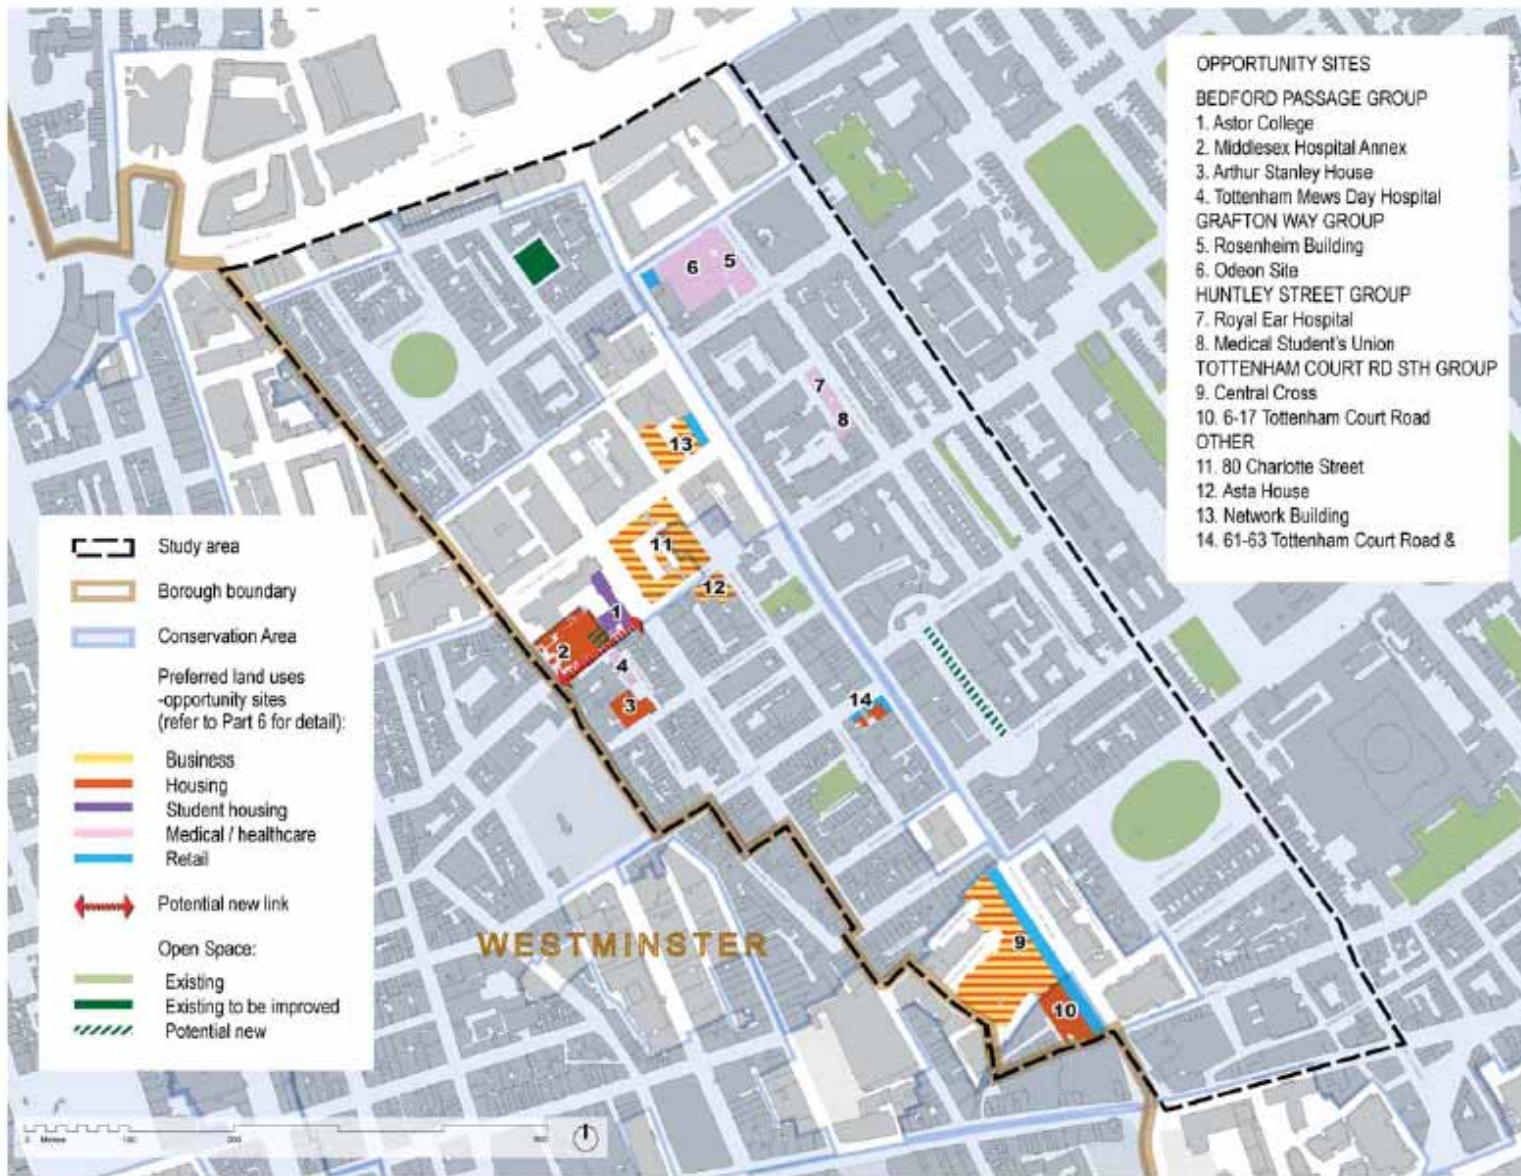 OPPORTUNITY SITES
BEDFORD PASSAGE GROUP
1. Astor College
2. Middlesex Hospital Annex
3. Arthur Stanley House
4. Tottenham Mews Day Hospital
GRAFTON WAY GROUP
5. Rosenheim Building
6. Odeon Site
HUNTLEY STREET GROUP
7. Royal Ear Hospital
8. Medical Student's Union
TOTTENHAM COURT RD STH GROUP
9. Central Cross
10. 6-17 Tottenham Court Road
OTHER
11. 80 Charlotte Street
12. Asta House
13. Network Building
14. 61-63 Tottenham Court Road &
6
5
7
8
13
11
12
1
2
4
3
14
9
10
WESTMINSTER
Study area
Borough boundary
Conservation Area
Preferred land uses
-opportunity sites
(refer to Part 6 for detail):
Business
Housing
Student housing
Medical / healthcare
Retail
Potential new link
Open Space:
Existing
Existing to be improved
Potential new
0 Metres 100 200